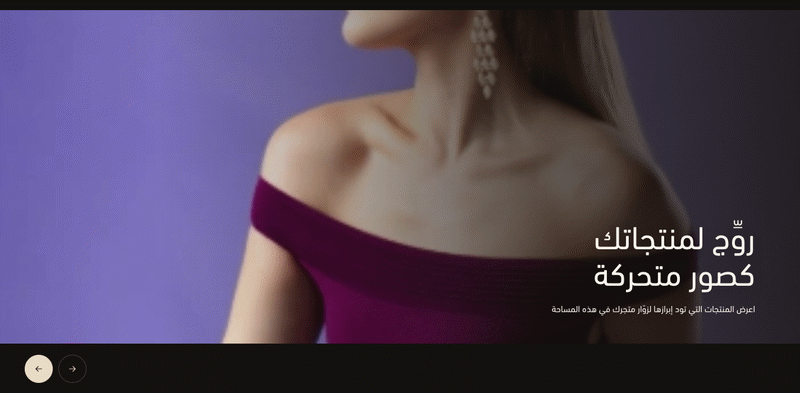 روّج لمنتجاتك
كصور متحركة
اعرض المنتجات التي تود إبرازها لزوّار متجرك في هذه المساحة